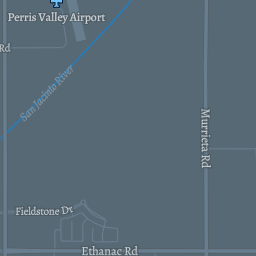 Perris Valley Airport
Rd
San Jacinto River
Murrieta Rd
Fieldstone Dr
Ethanac Rd